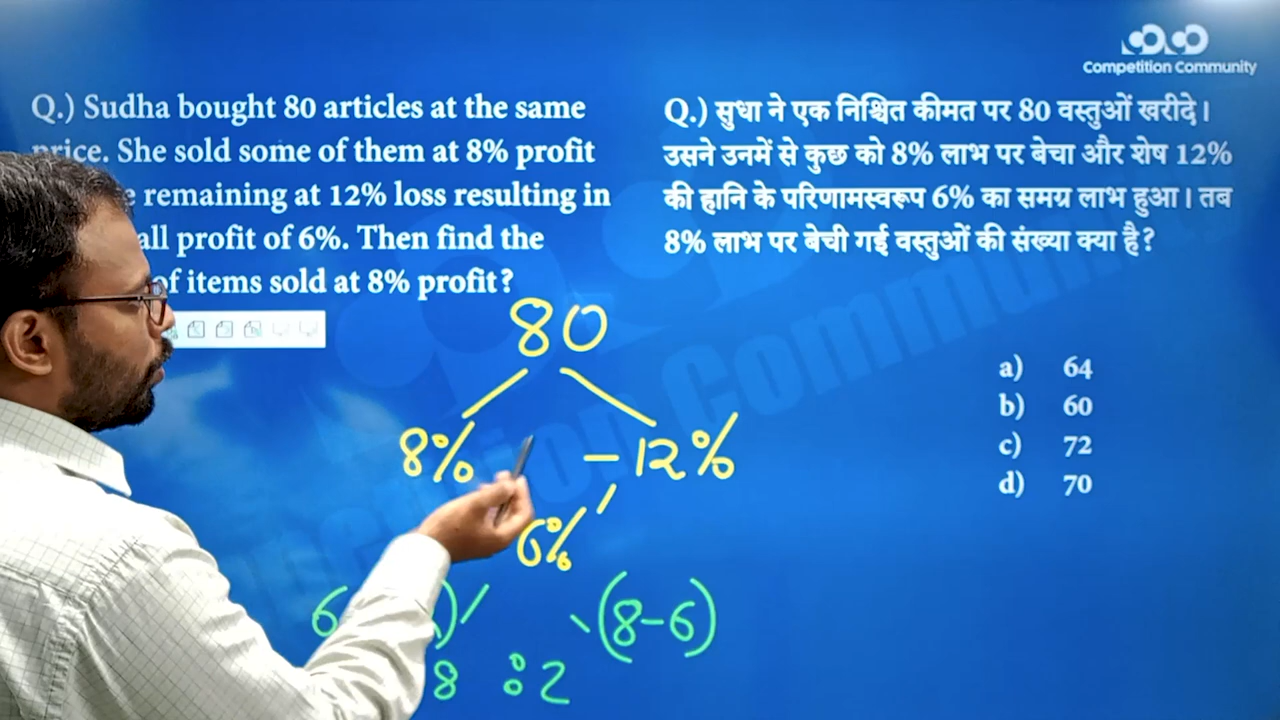 Competition Community
Q.) Sudha bought 80 articles at the same
price. She sold some of them at 8% profit
remaining at 12% loss resulting in
profit of 6%. Then find the
of items sold at 8% profit?
Q.) सुधा ने एक निश्चित कीमत पर 80 वस्तुओं खरीदे।
उसने उनमें से कुछ को 8% लाभ पर बेचा और शेष 12%
की हानि के परिणामस्वरूप 6% का समग्र लाभ हुआ। तब
8% लाभ पर बेची गई वस्तुओं की संख्या क्या है?
80
8% -12%
6%
6 (8-6)
8 : 2
a) 64
b) 60
c) 72
d) 70